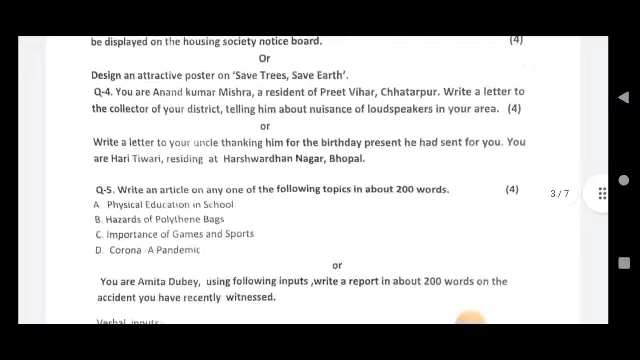 be displayed on the housing society notice board. (4)
Or
Design an attractive poster on 'Save Trees, Save Earth'.
Q-4. You are Anand kumar Mishra, a resident of Preet Vihar, Chhatarpur. Write a letter to
the collector of your district, telling him about nuisance of loudspeakers in your area. (4)
or
Write a letter to your uncle thanking him for the birthday present he had sent for you. You
are Hari Tiwari, residing at Harshwardhan Nagar, Bhopal.
Q-5. Write an article on any one of the following topics in about 200 words. (4)
3/7
A. Physical Education in School
B. Hazards of Polythene Bags
C. Importance of Games and Sports
D. Corona -A Pandemic
or
You are Amita Dubey, using following inputs ,write a report in about 200 words on the
accident you have recently witnessed.
Verbal inputs:-